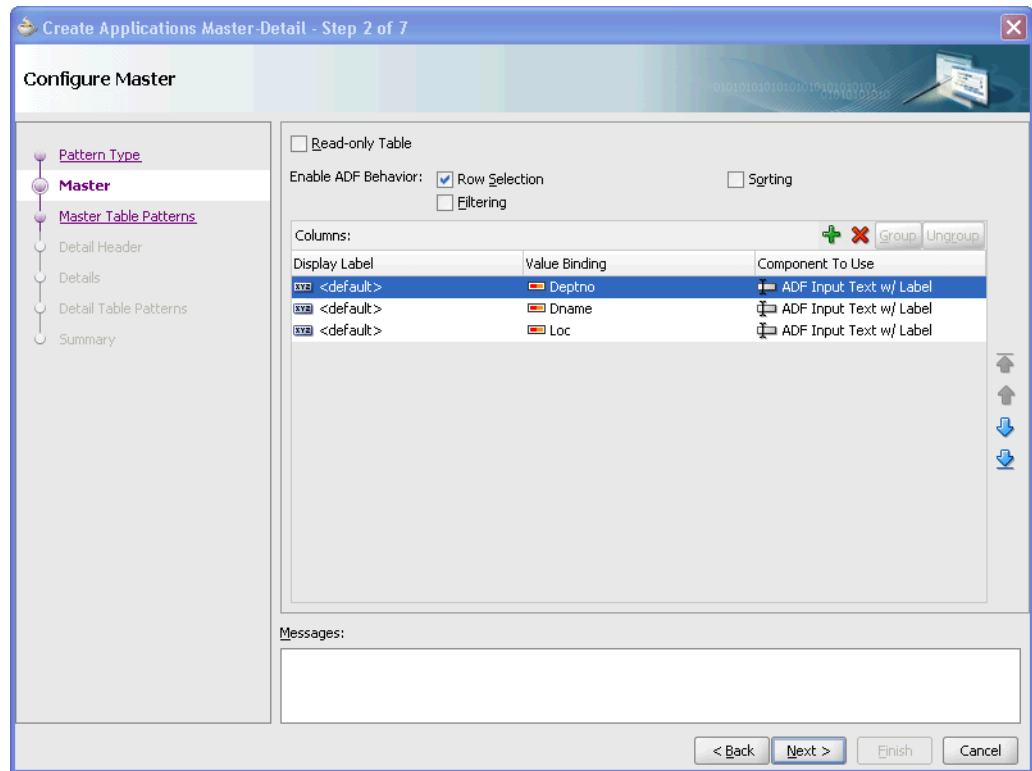 Create Applications Master-Detail - Step 2 of 7
Configure Master
Pattern Type
Master
Master Table Patterns
Detail Header
Details
Detail Table Patterns
Summary
Read-only Table
Enable ADF Behavior: Row Selection Sorting
Filtering
Columns: Group Ungroup
Display Label Value Binding Component To Use
<default> Deptno ADF Input Text w/ Label
<default> Dname ADF Input Text w/ Label
<default> Loc ADF Input Text w/ Label
Messages:
< Back Next > Finish Cancel